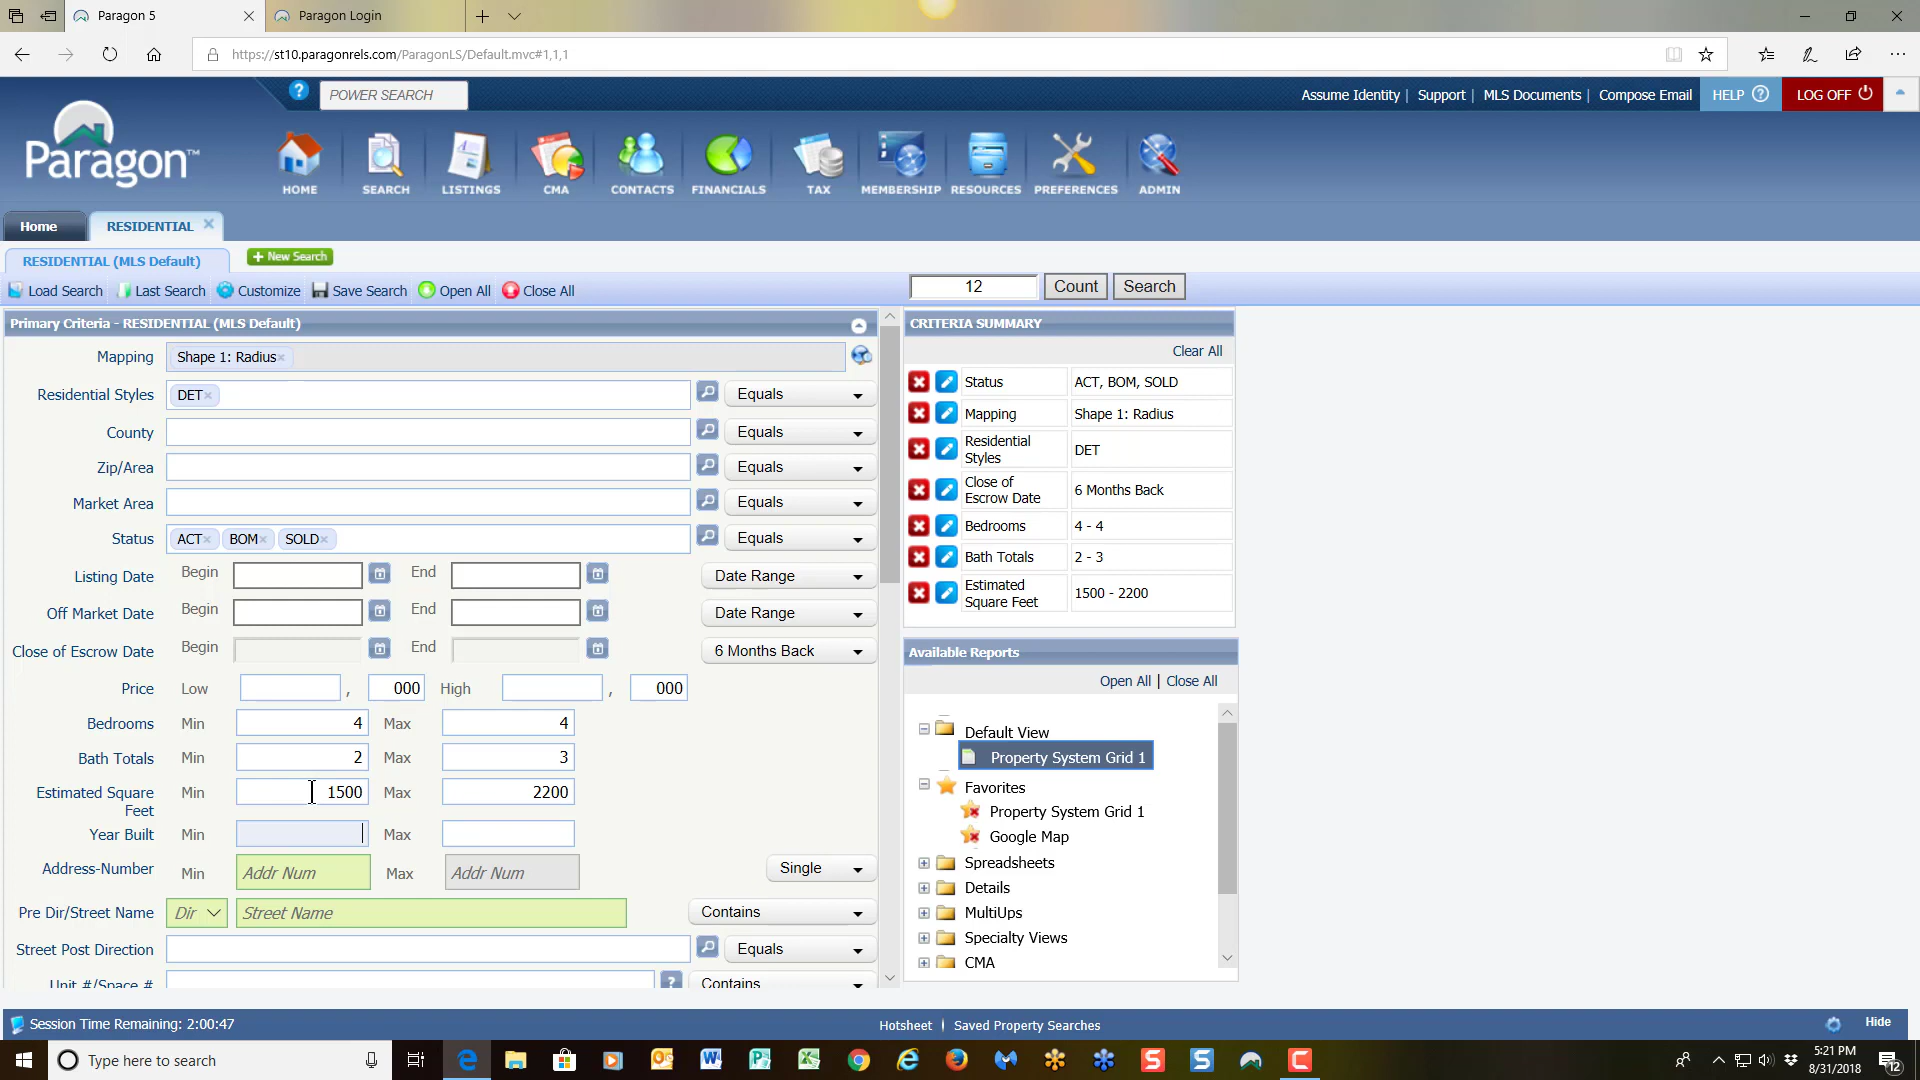 Paragon 5
Paragon Login
https://st10.paragonrels.com/ParagonLS/Default.mvc#1,1,1
POWER SEARCH
Assume Identity | Support | MLS Documents | Compose Email
HELP ?
LOG OFF
Paragon™
HOME
SEARCH
LISTINGS
CMA
CONTACTS
FINANCIALS
TAX
MEMBERSHIP
RESOURCES
PREFERENCES
ADMIN
Home
RESIDENTIAL
RESIDENTIAL (MLS Default)
+ New Search
Load Search
Last Search
Customize
Save Search
Open All
Close All
12
Count
Search
Primary Criteria - RESIDENTIAL (MLS Default)
Mapping Shape 1: Radius
Residential Styles DET Equals
County Equals
Zip/Area Equals
Market Area Equals
Status ACT BOM SOLD Equals
Listing Date Begin End Date Range
Off Market Date Begin End Date Range
Close of Escrow Date Begin End 6 Months Back
Price Low , 000 High , 000
Bedrooms Min 4 Max 4
Bath Totals Min 2 Max 3
Estimated Square Feet Min 1500 Max 2200
Year Built Min Max
Address-Number Min Addr Num Max Addr Num Single
Pre Dir/Street Name Dir Street Name Contains
Street Post Direction Equals
Unit #/Space # ? Contains
CRITERIA SUMMARY
Clear All
Status ACT, BOM, SOLD
Mapping Shape 1: Radius
Residential Styles DET
Close of Escrow Date 6 Months Back
Bedrooms 4 - 4
Bath Totals 2 - 3
Estimated Square Feet 1500 - 2200
Available Reports
Open All | Close All
Default View
Property System Grid 1
Favorites
Property System Grid 1
Google Map
Spreadsheets
Details
MultiUps
Specialty Views
CMA
Session Time Remaining: 2:00:47
Hotsheet | Saved Property Searches
Hide
Type here to search
5:21 PM
8/31/2018
12